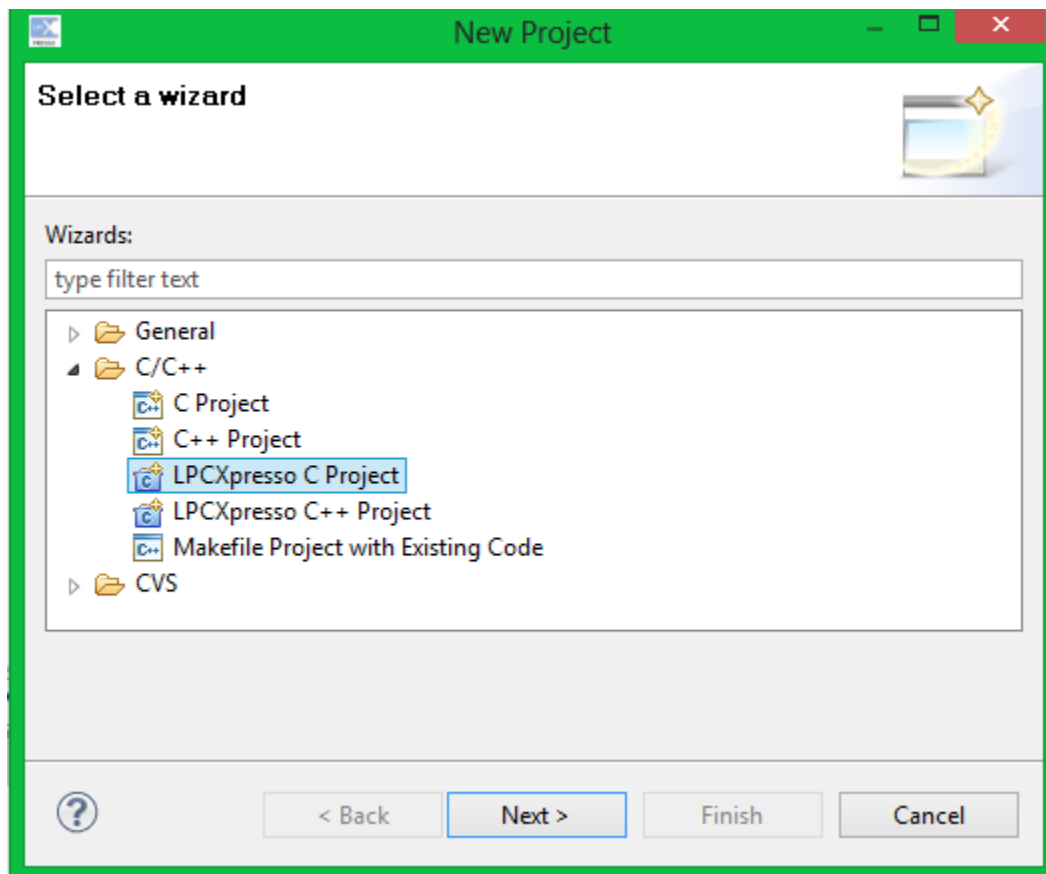 New Project
Select a wizard
Wizards:
type filter text
General
C/C++
C Project
C++ Project
LPCXpresso C Project
LPCXpresso C++ Project
Makefile Project with Existing Code
CVS
< Back Next > Finish Cancel